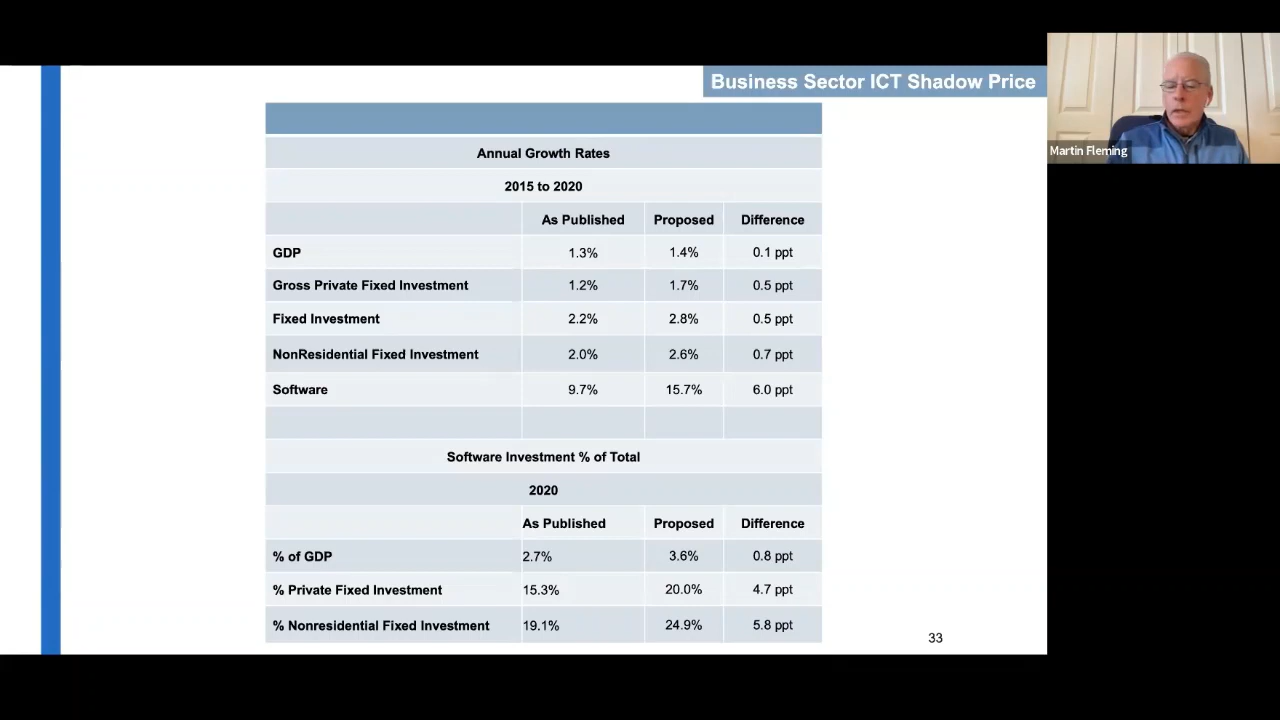 Business Sector ICT Shadow Price
Martin Fleming
Annual Growth Rates
2015 to 2020
As Published Proposed Difference
GDP 1.3% 1.4% 0.1 ppt
Gross Private Fixed Investment 1.2% 1.7% 0.5 ppt
Fixed Investment 2.2% 2.8% 0.5 ppt
NonResidential Fixed Investment 2.0% 2.6% 0.7 ppt
Software 9.7% 15.7% 6.0 ppt
Software Investment % of Total
2020
As Published Proposed Difference
% of GDP 2.7% 3.6% 0.8 ppt
% Private Fixed Investment 15.3% 20.0% 4.7 ppt
% Nonresidential Fixed Investment 19.1% 24.9% 5.8 ppt
33